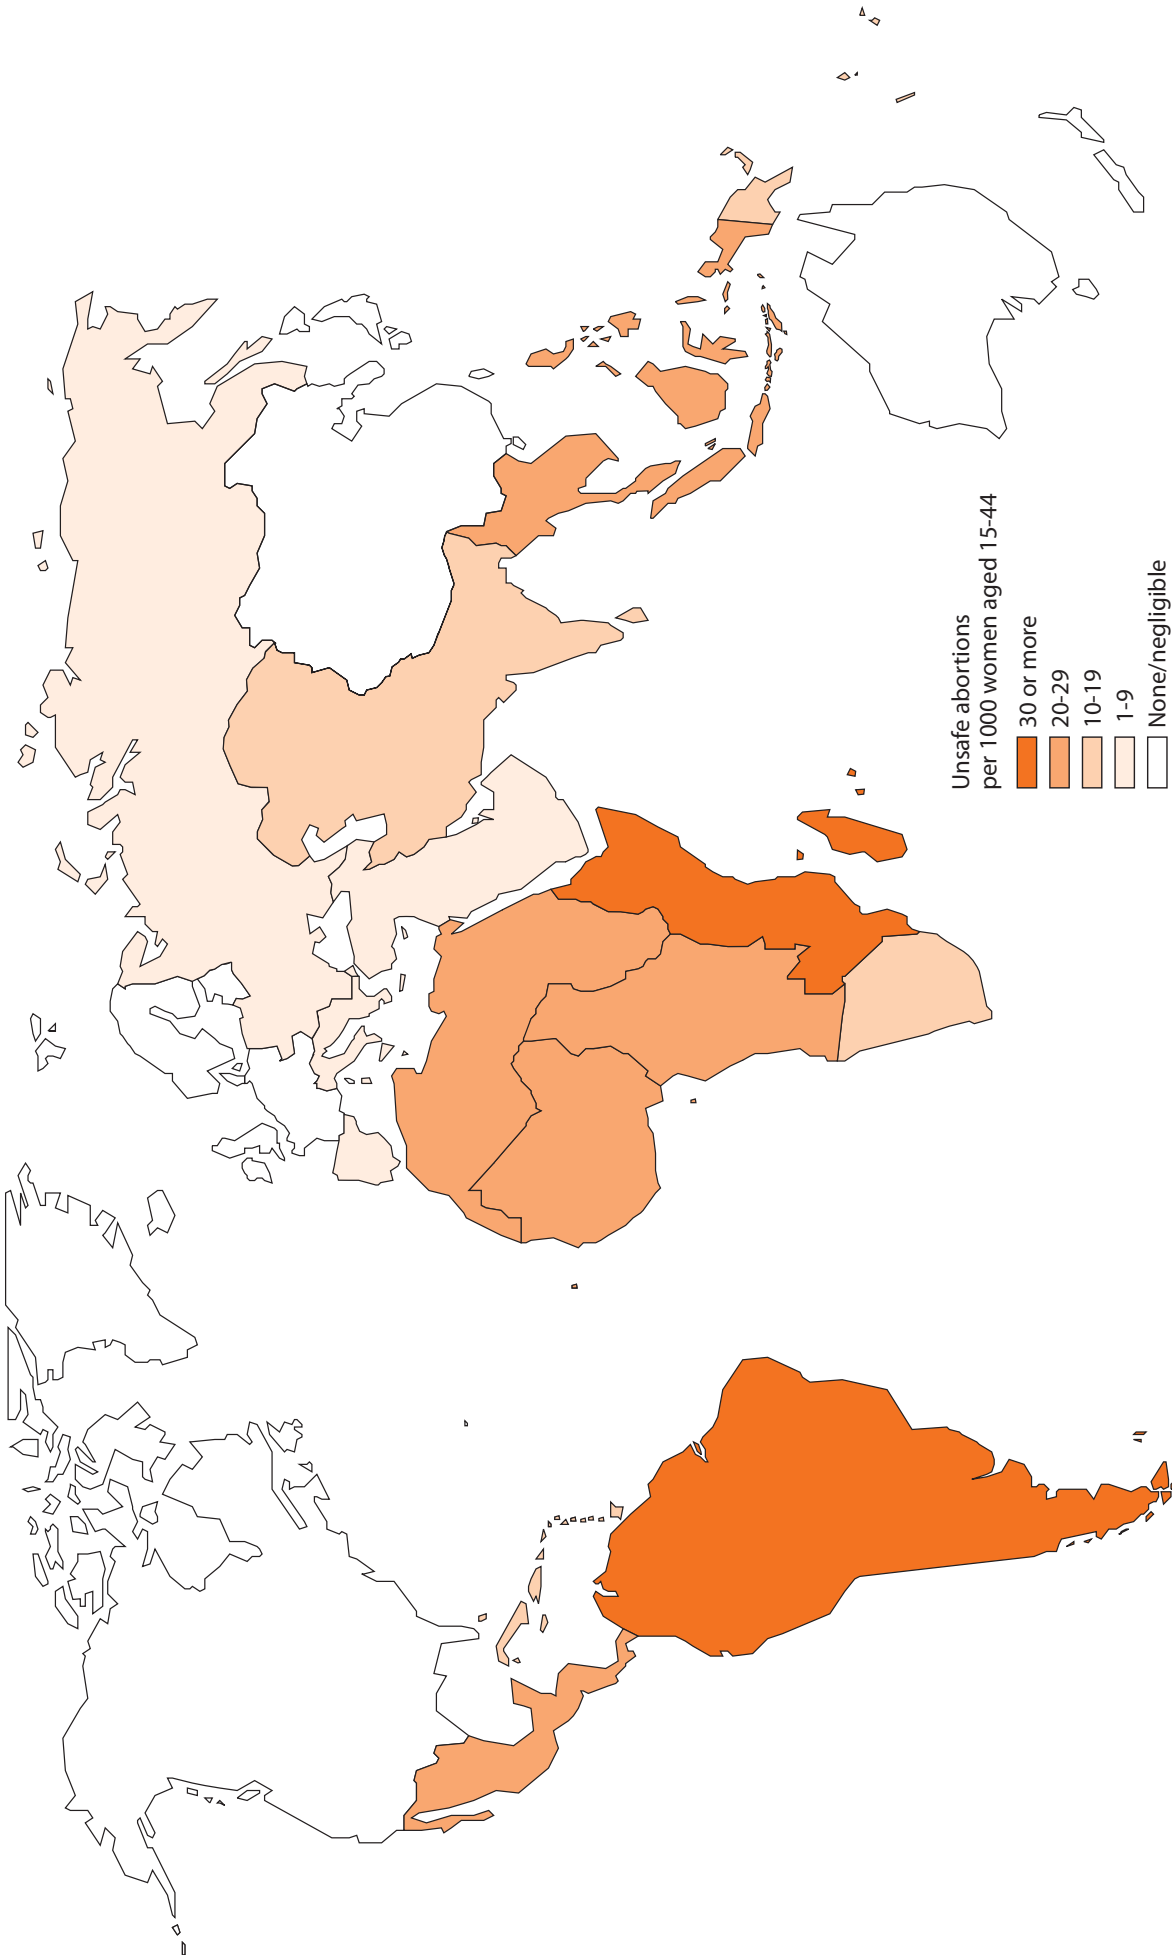 Unsafe abortions
per 1000 women aged 15-44
30 or more
20-29
10-19
1-9
None/negligible